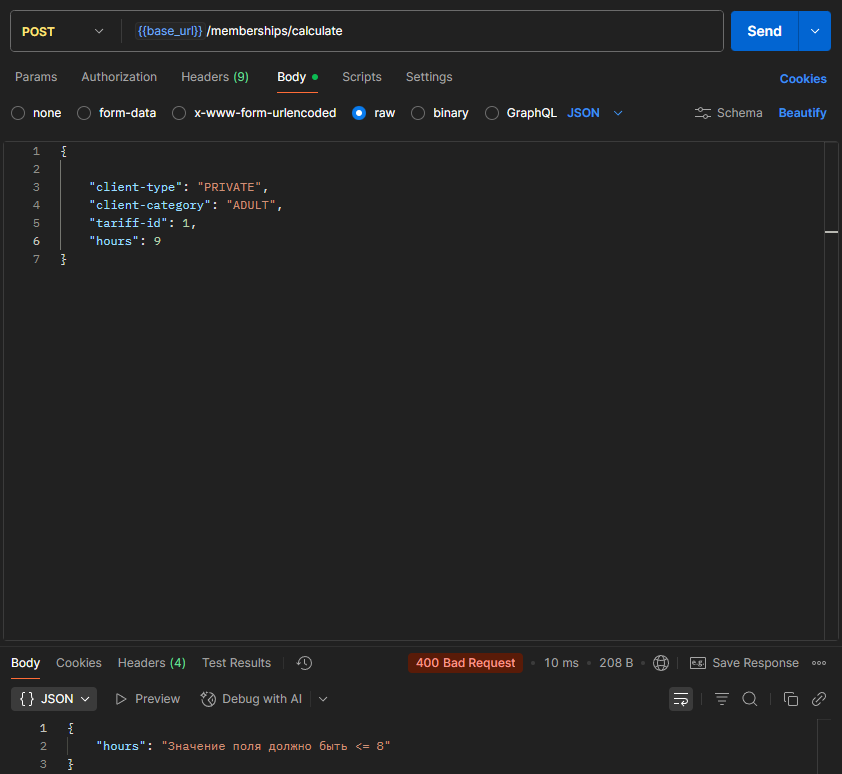 POST {{base_url}} /memberships/calculate Send
Params Authorization Headers (9) Body Scripts Settings Cookies
none form-data x-www-form-urlencoded raw binary GraphQL JSON Schema Beautify
1 {
2
3 "client-type": "PRIVATE",
4 "client-category": "ADULT",
5 "tariff-id": 1,
6 "hours": 9
7 }
Body Cookies Headers (4) Test Results 400 Bad Request 10 ms 208 B e.g. Save Response
{} JSON Preview Debug with AI
1 {
2 "hours": "Значение поля должно быть <= 8"
3 }